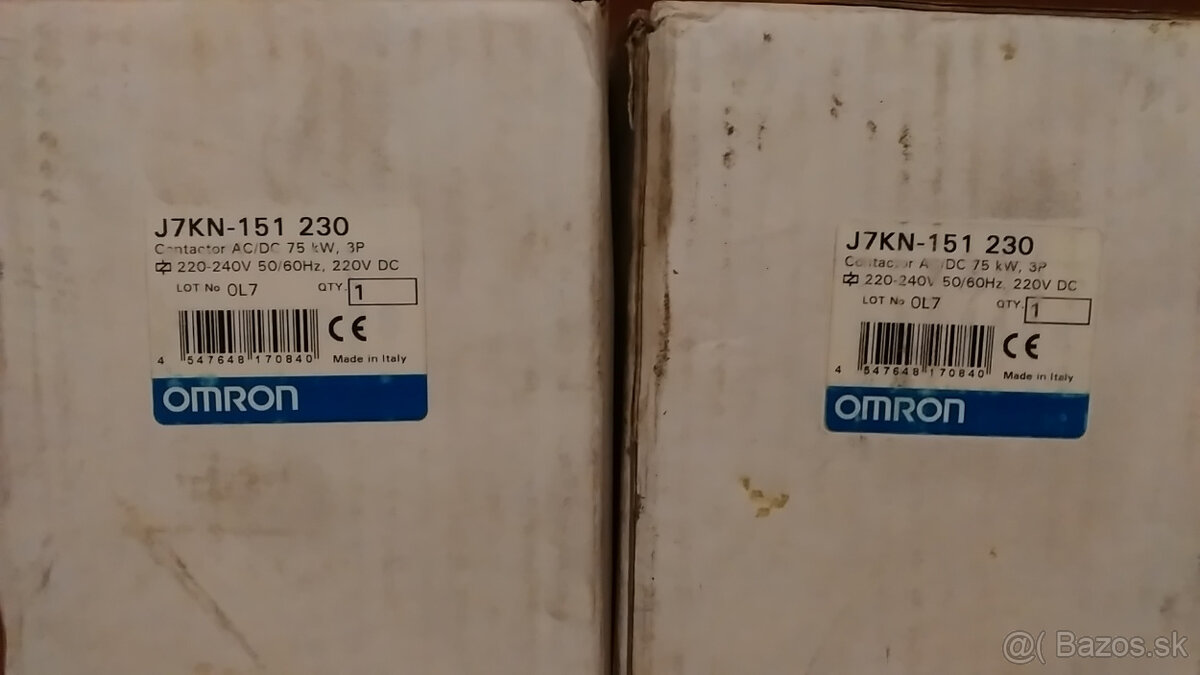 J7KN-151 230
Contactor AC/DC 75 kW, 3P
220-240V 50/60Hz, 220V DC
LOT No 0L7 QTY. 1
CE
4 547648 170840 Made in Italy
OMRON
J7KN-151 230
Contactor AC/DC 75 kW, 3P
220-240V 50/60Hz, 220V DC
LOT No 0L7 QTY. 1
CE
4 547648 170840 Made in Italy
OMRON
@( Bazos.sk